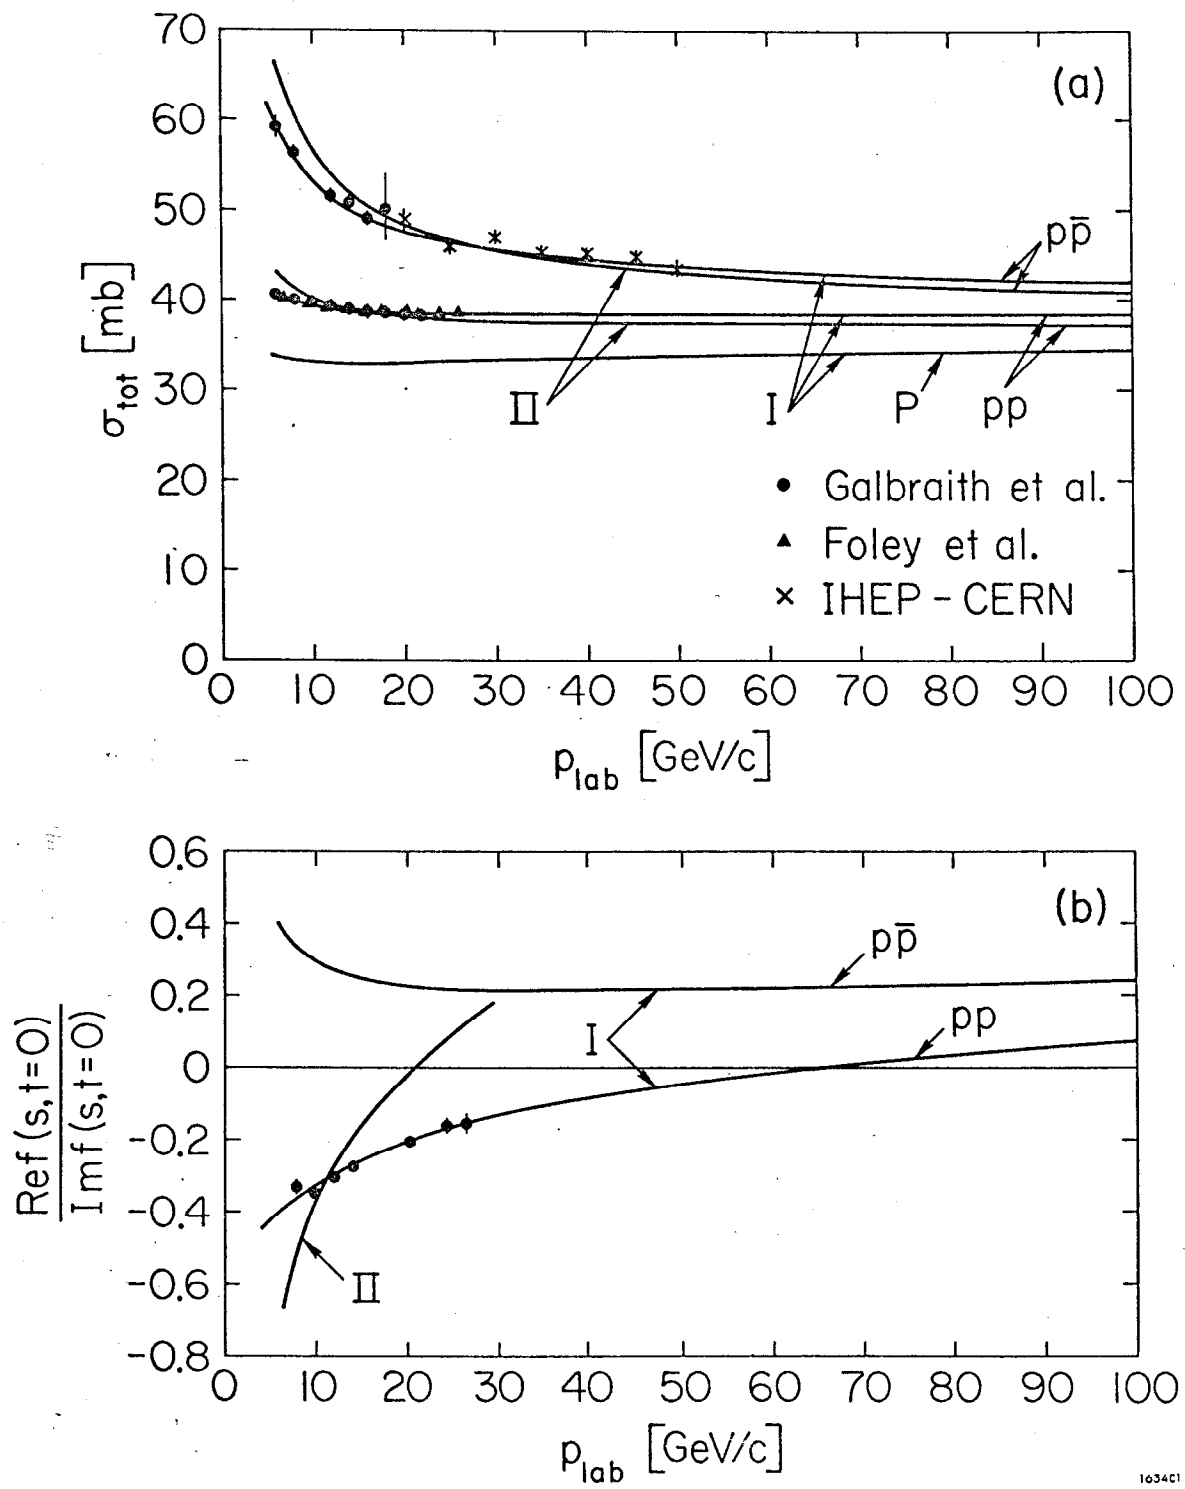 70
60
50
40
30
20
10
0
σtot [mb]
(a)
pp̄
II
I
P
pp
● Galbraith et al.
▲ Foley et al.
× IHEP - CERN
0 10 20 30 40 50 60 70 80 90 100
plab [GeV/c]
0.6
0.4
0.2
0
-0.2
-0.4
-0.6
-0.8
Ref(s,t=0)
Imf(s,t=0)
(b)
pp̄
I
pp
II
0 10 20 30 40 50 60 70 80 90 100
plab [GeV/c]
1634C1